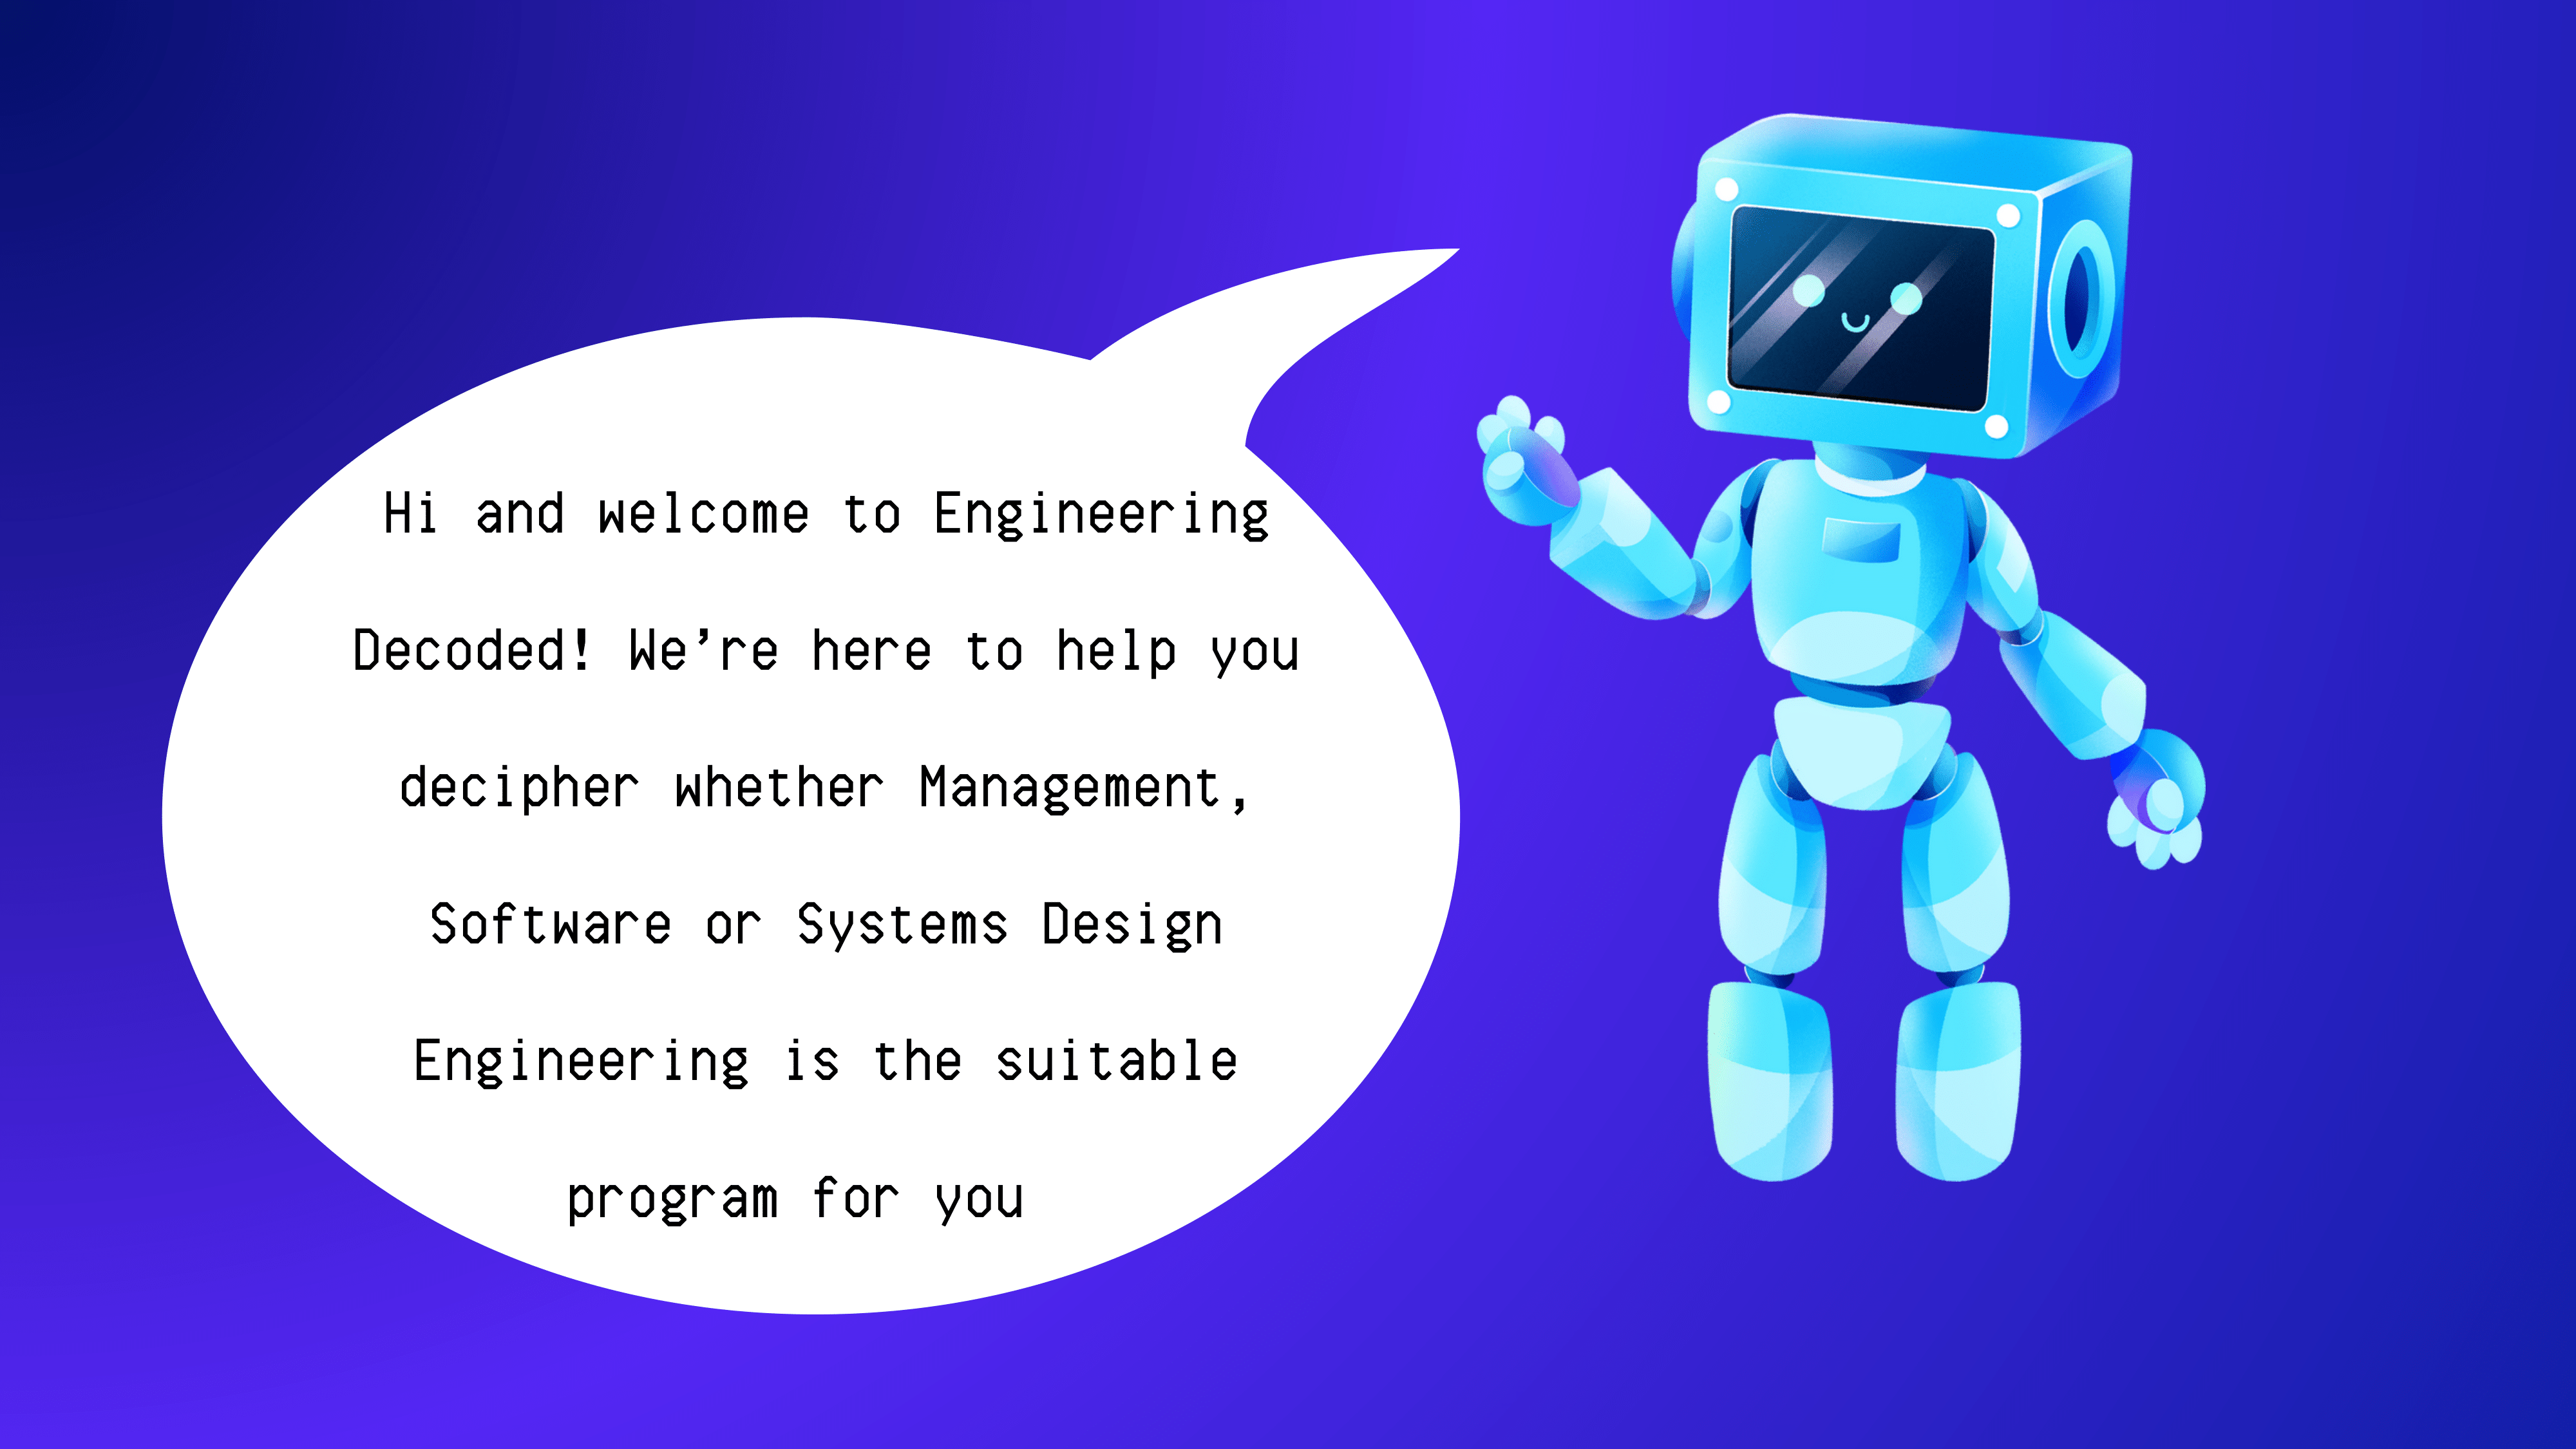 Hi and welcome to Engineering
Decoded! We’re here to help you
decipher whether Management,
Software or Systems Design
Engineering is the suitable
program for you